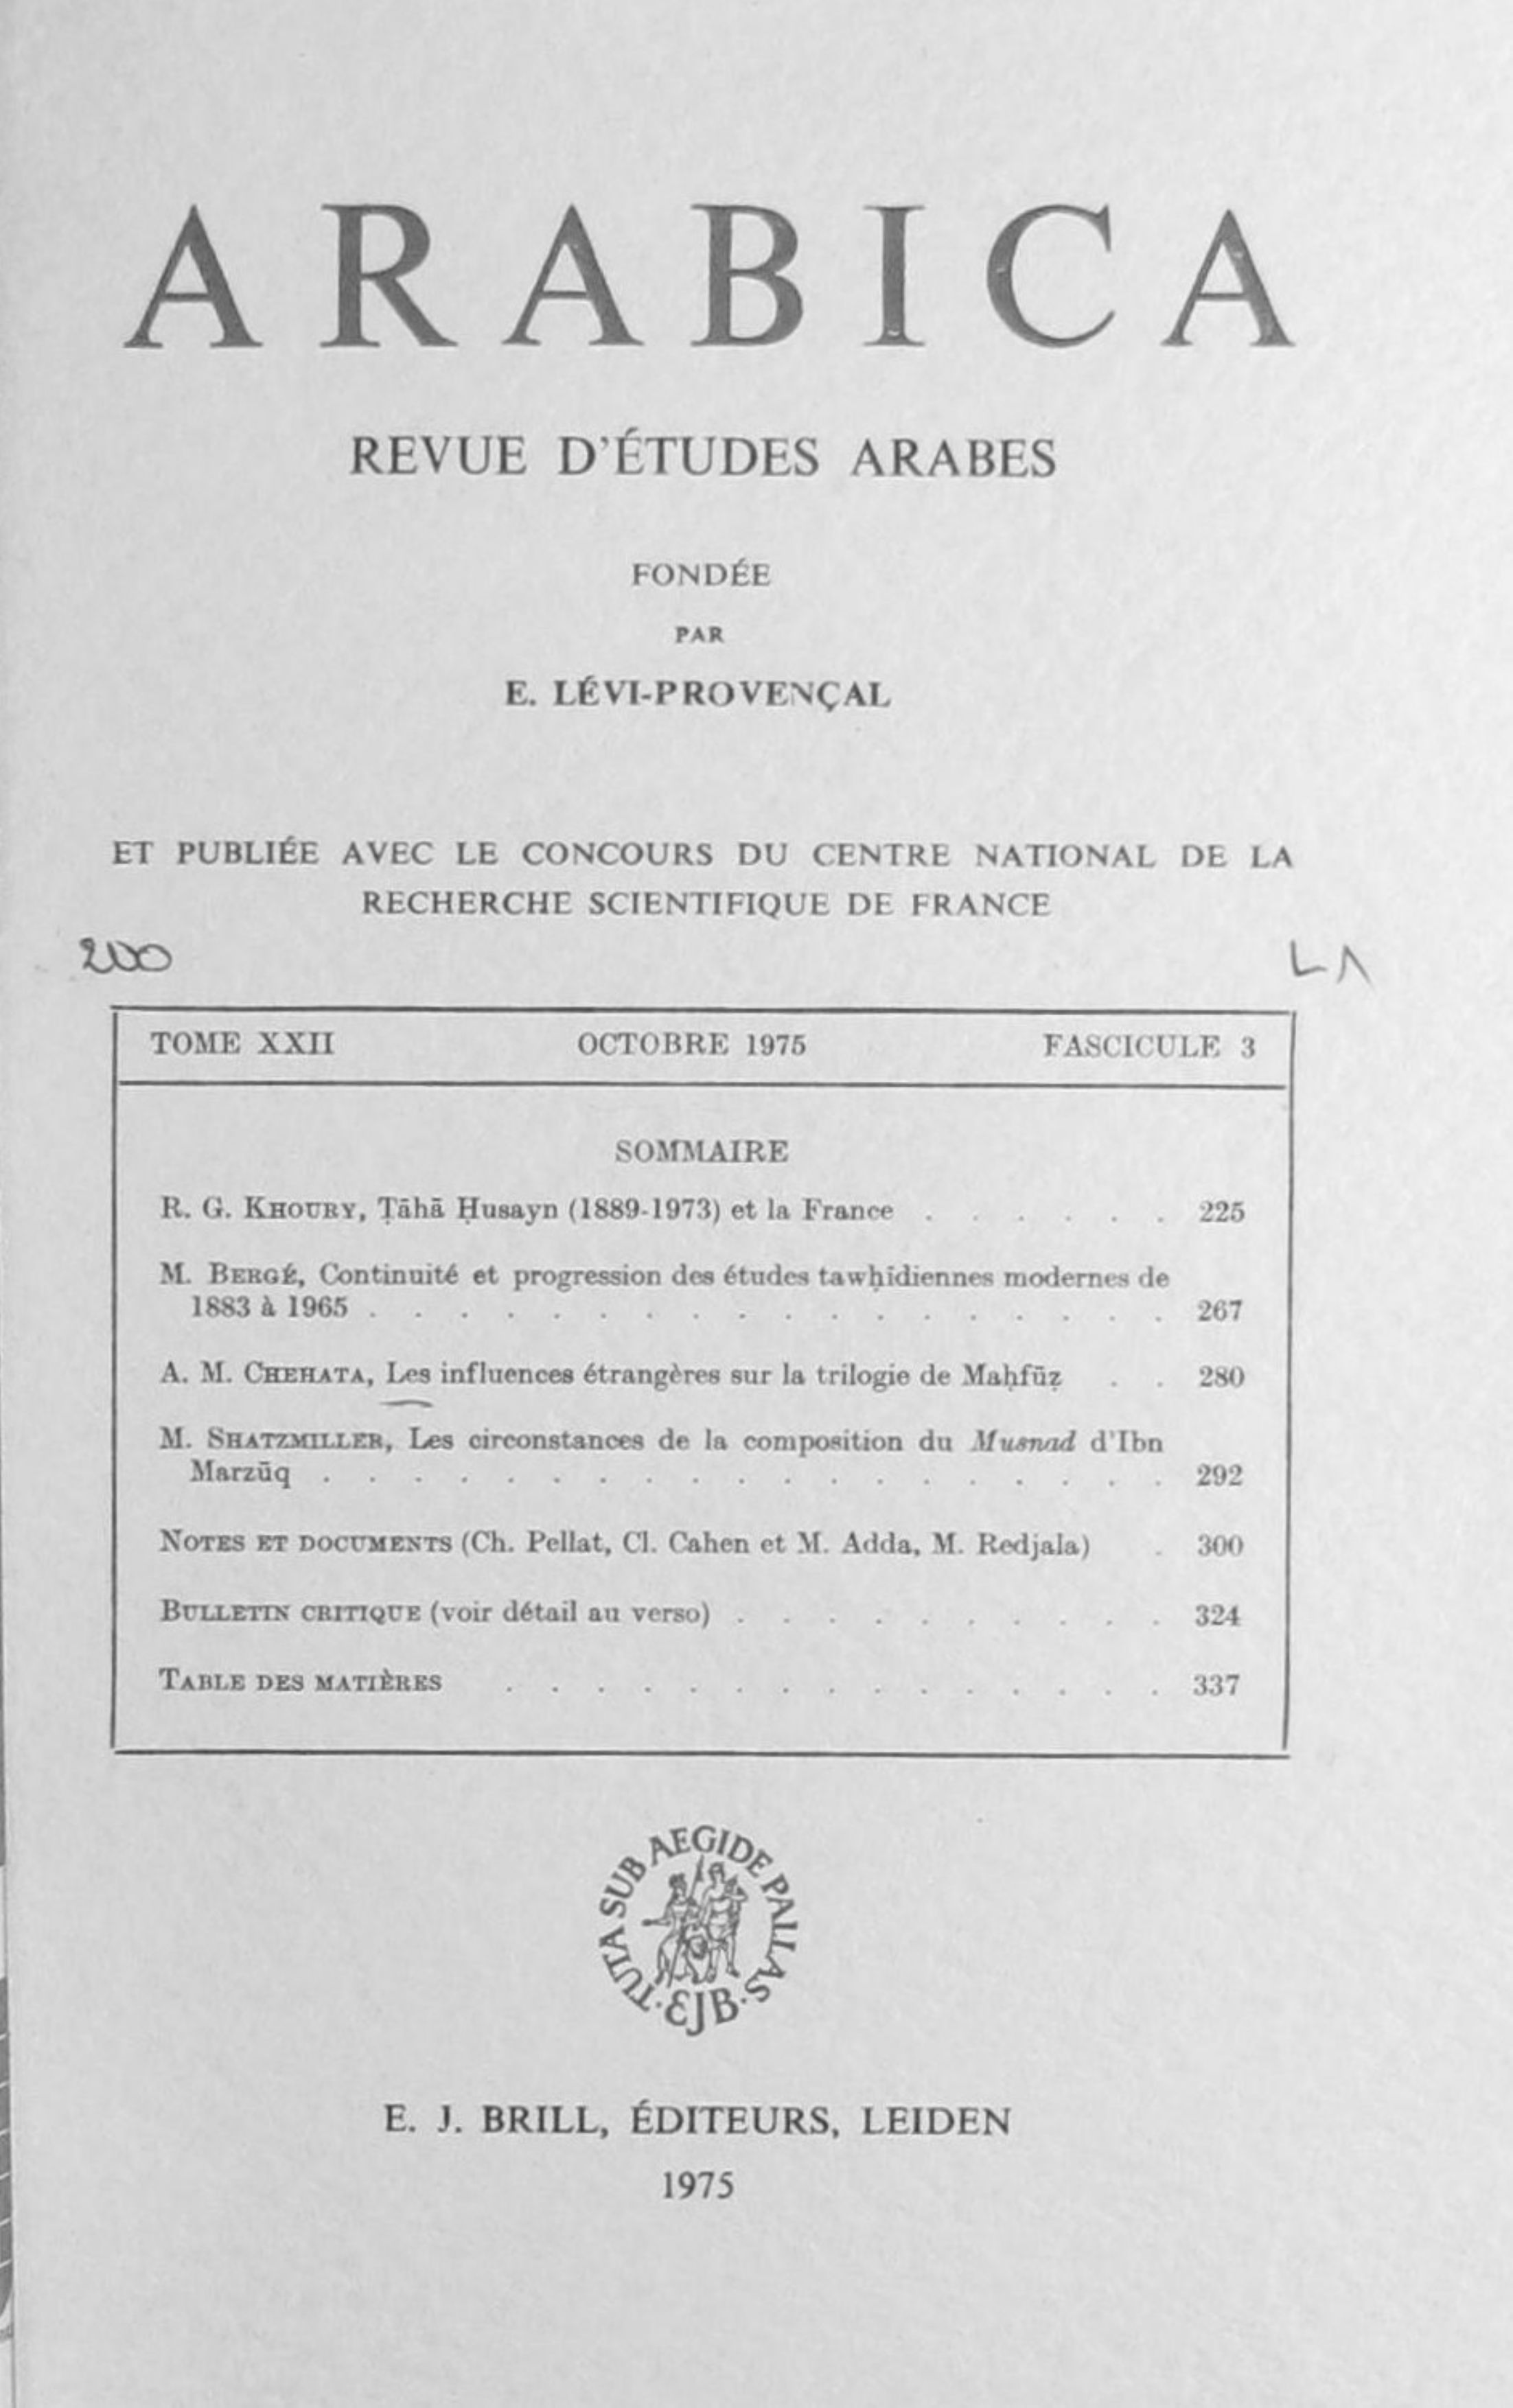 ARABICA
REVUE D'ÉTUDES ARABES
FONDÉE
PAR
E. LÉVI-PROVENÇAL
ET PUBLIÉE AVEC LE CONCOURS DU CENTRE NATIONAL DE LA
RECHERCHE SCIENTIFIQUE DE FRANCE
200
TOME XXII OCTOBRE 1975 FASCICULE 3
SOMMAIRE
R. G. KHOURY, Ṭāhā Ḥusayn (1889-1973) et la France . . . . . . 225
M. BERGÉ, Continuité et progression des études tawḥīdiennes modernes de
1883 à 1965 . . . . . . . . . . . . . . . . . . 267
A. M. CHEHATA, Les influences étrangères sur la trilogie de Maḥfūẓ . . 280
M. SHATZMILLER, Les circonstances de la composition du Musnad d'Ibn
Marzūq . . . . . . . . . . . . . . . . . . . 292
NOTES ET DOCUMENTS (Ch. Pellat, Cl. Cahen et M. Adda, M. Redjala) . 300
BULLETIN CRITIQUE (voir détail au verso) . . . . . . . . . . 324
TABLE DES MATIÈRES . . . . . . . . . . . . . . . 337
TUTA SUB AEGIDE PALLAS
·EJB·
E. J. BRILL, ÉDITEURS, LEIDEN
1975